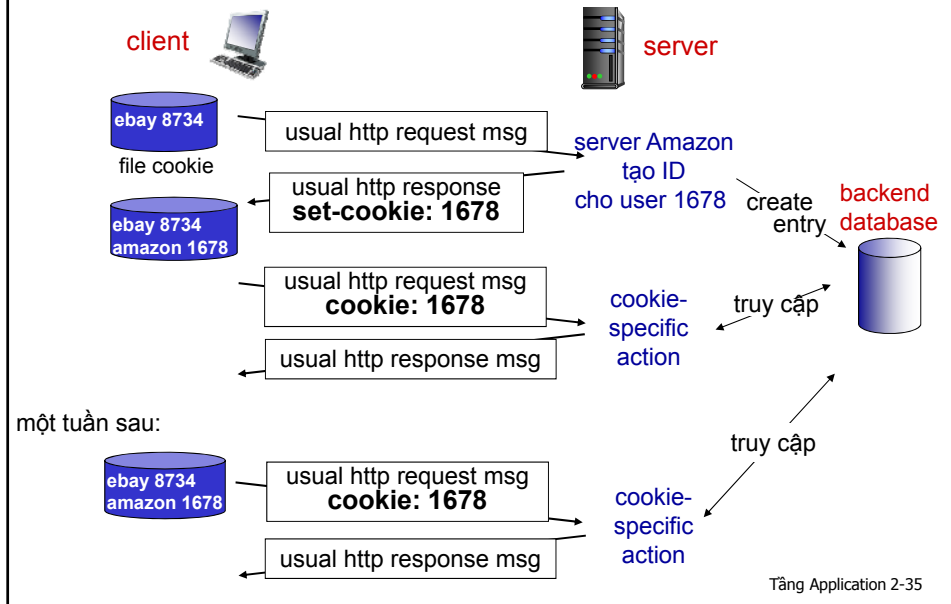 client
server
ebay 8734
file cookie
usual http request msg
server Amazon
tạo ID
cho user 1678
usual http response
set-cookie: 1678
ebay 8734
amazon 1678
create
entry
backend
database
usual http request msg
cookie: 1678
cookie-
specific
action
truy cập
usual http response msg
một tuần sau:
truy cập
ebay 8734
amazon 1678
usual http request msg
cookie: 1678
cookie-
specific
action
usual http response msg
Tầng Application 2-35